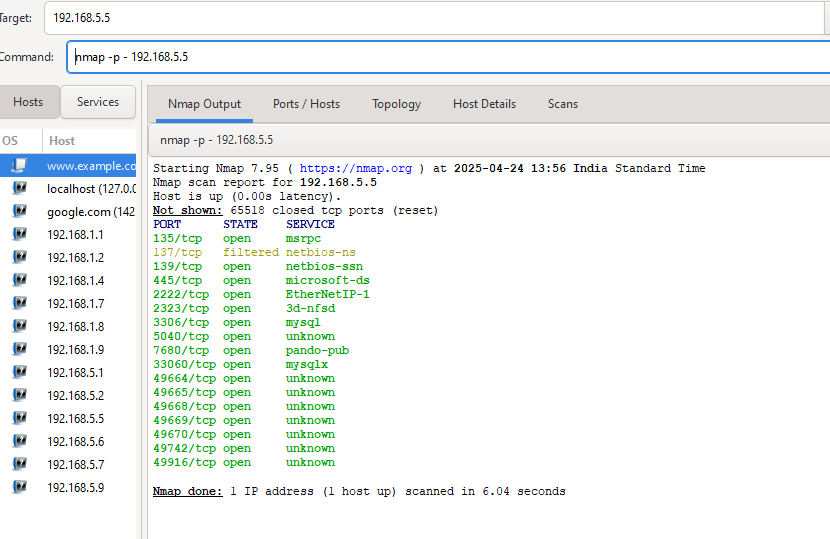 Target: 192.168.5.5
Command: nmap -p - 192.168.5.5
Hosts Services
Nmap Output Ports / Hosts Topology Host Details Scans
OS Host
www.example.co
localhost (127.0.0
google.com (142
192.168.1.1
192.168.1.2
192.168.1.4
192.168.1.7
192.168.1.8
192.168.1.9
192.168.5.1
192.168.5.2
192.168.5.5
192.168.5.6
192.168.5.7
192.168.5.9
nmap -p - 192.168.5.5
Starting Nmap 7.95 ( https://nmap.org ) at 2025-04-24 13:56 India Standard Time
Nmap scan report for 192.168.5.5
Host is up (0.00s latency).
Not shown: 65518 closed tcp ports (reset)
PORT STATE SERVICE
135/tcp open msrpc
137/tcp filtered netbios-ns
139/tcp open netbios-ssn
445/tcp open microsoft-ds
2222/tcp open EtherNetIP-1
2323/tcp open 3d-nfsd
3306/tcp open mysql
5040/tcp open unknown
7680/tcp open pando-pub
33060/tcp open mysqlx
49664/tcp open unknown
49665/tcp open unknown
49668/tcp open unknown
49669/tcp open unknown
49670/tcp open unknown
49742/tcp open unknown
49916/tcp open unknown
Nmap done: 1 IP address (1 host up) scanned in 6.04 seconds